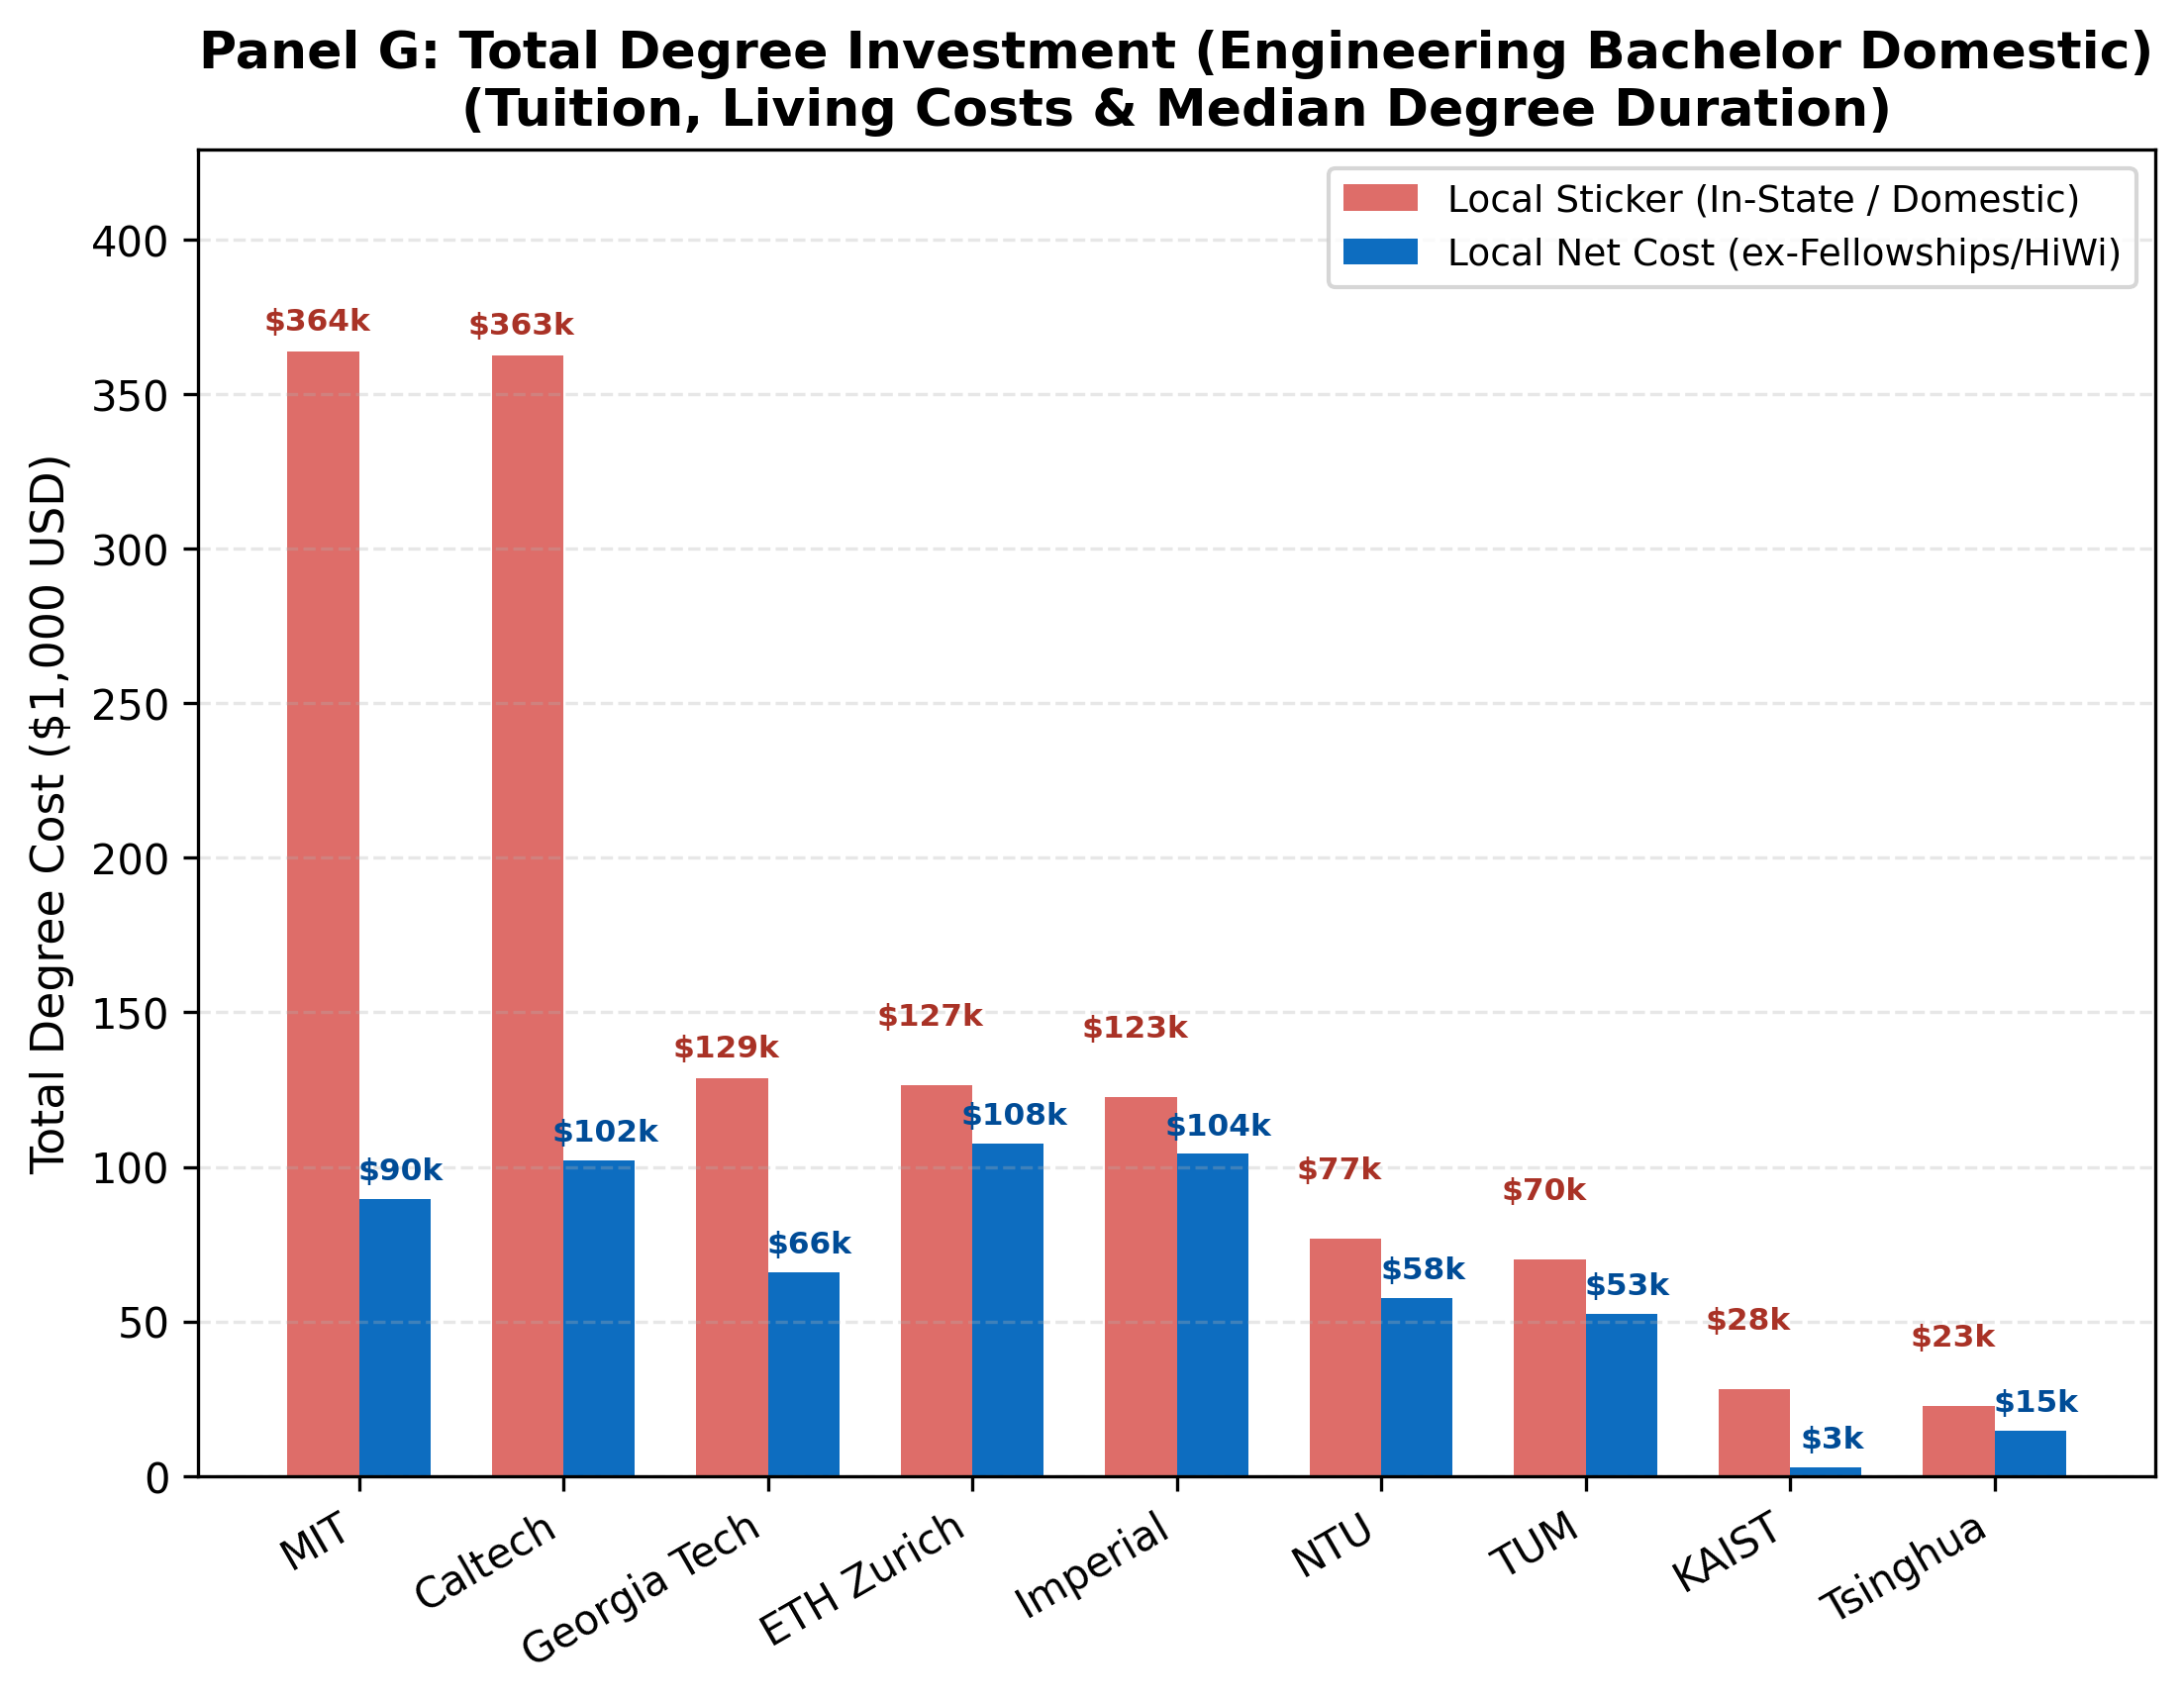 Panel G: Total Degree Investment (Engineering Bachelor Domestic)
(Tuition, Living Costs & Median Degree Duration)
Local Sticker (In-State / Domestic)
Local Net Cost (ex-Fellowships/HiWi)
Total Degree Cost ($1,000 USD)
400
350
300
250
200
150
100
50
0
$364k
$90k
$363k
$102k
$129k
$66k
$127k
$108k
$123k
$104k
$77k
$58k
$70k
$53k
$28k
$3k
$23k
$15k
MIT
Caltech
Georgia Tech
ETH Zurich
Imperial
NTU
TUM
KAIST
Tsinghua